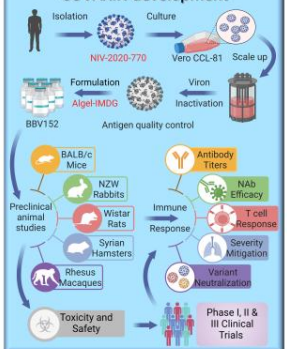 Isolation
Culture
NIV-2020-770
Vero CCL-81
Scale up
Formulation
Algel-IMDG
Viron
Inactivation
BBV152
Antigen quality control
BALB/c
Mice
NZW
Rabbits
Wistar
Rats
Syrian
Hamsters
Rhesus
Macaques
Preclinical
animal
studies
Immune
Response
Antibody
Titers
NAb
Efficacy
T cell
Response
Severity
Mitigation
Variant
Neutralization
Toxicity and
Safety
Phase I, II &
III Clinical
Trials